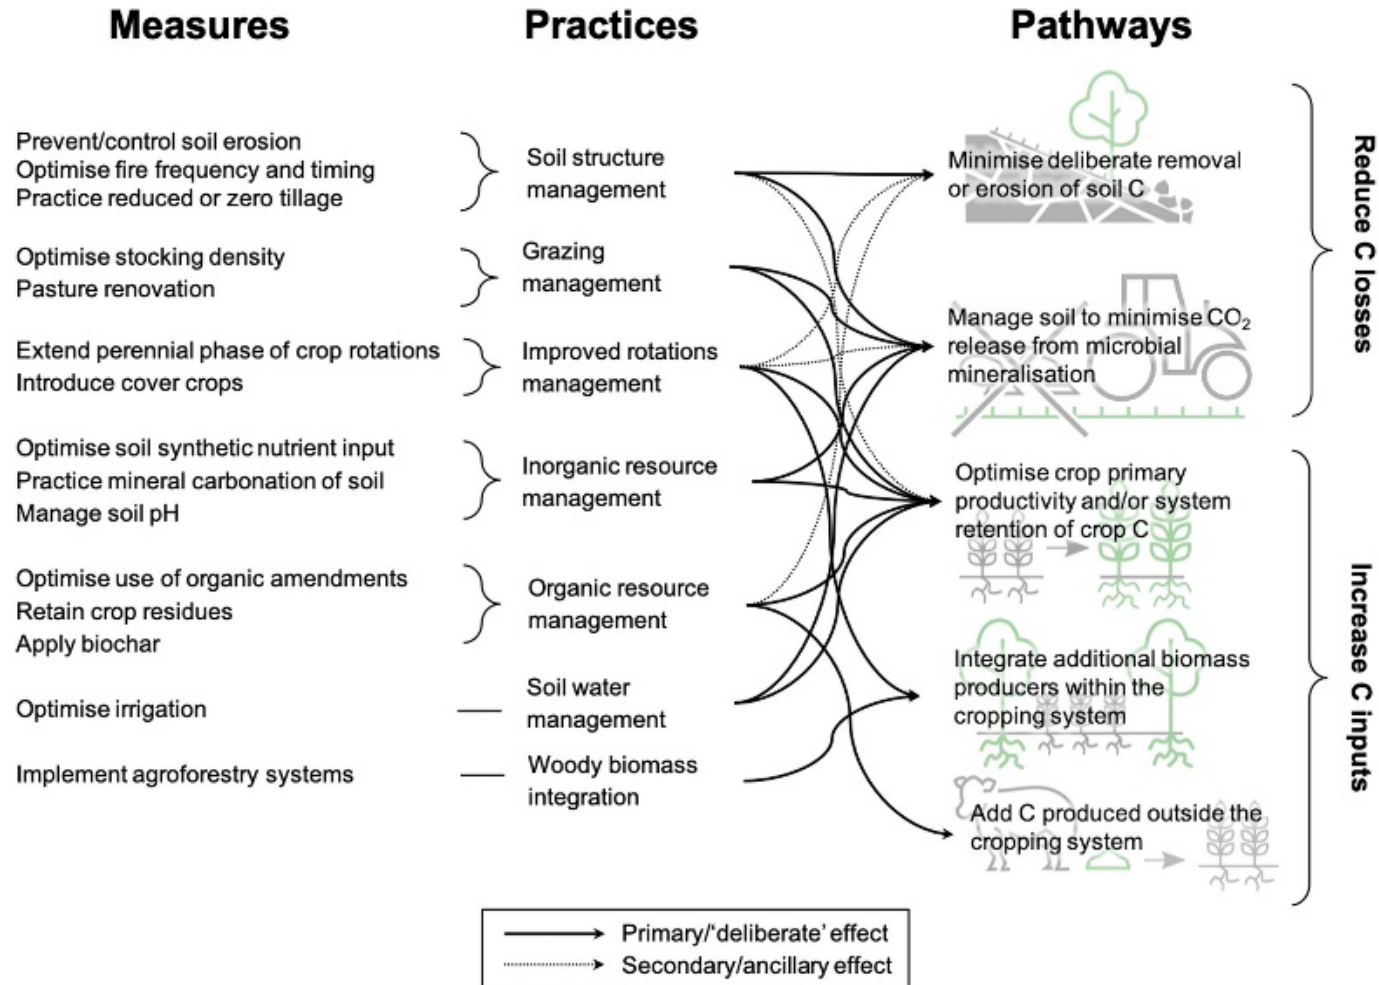 Measures
Practices
Pathways
Prevent/control soil erosion
Optimise fire frequency and timing
Practice reduced or zero tillage
Optimise stocking density
Pasture renovation
Extend perennial phase of crop rotations
Introduce cover crops
Optimise soil synthetic nutrient input
Practice mineral carbonation of soil
Manage soil pH
Optimise use of organic amendments
Retain crop residues
Apply biochar
Optimise irrigation
Implement agroforestry systems
Soil structure
management
Grazing
management
Improved rotations
management
Inorganic resource
management
Organic resource
management
Soil water
management
Woody biomass
integration
Minimise deliberate removal
or erosion of soil C
Manage soil to minimise CO₂
release from microbial
mineralisation
Optimise crop primary
productivity and/or system
retention of crop C
Integrate additional biomass
producers within the
cropping system
Add C produced outside the
cropping system
Reduce C losses
Increase C inputs
Primary/‘deliberate’ effect
Secondary/ancillary effect